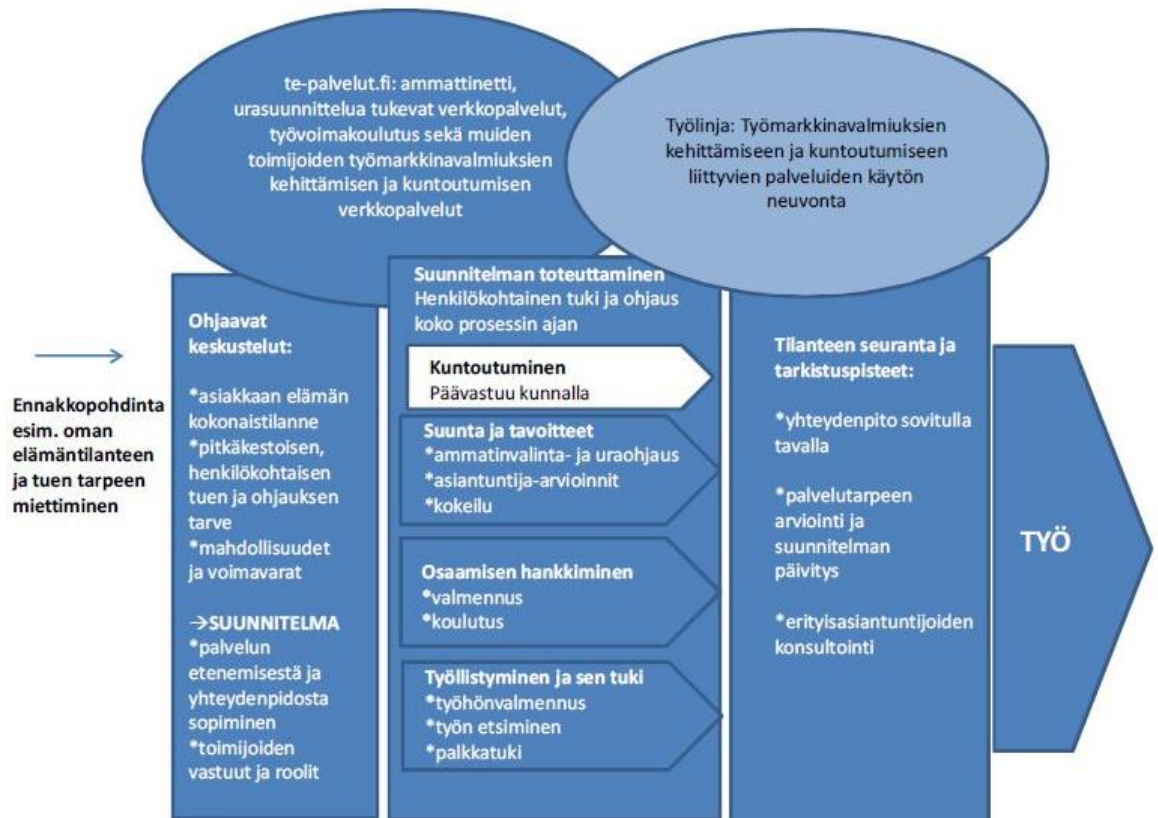 te-palvelut.fi: ammattinetti,
urasuunnittelua tukevat verkkopalvelut,
työvoimakoulutus sekä muiden
toimijoiden työmarkkinavalmiuksien
kehittämisen ja kuntoutumisen
verkkopalvelut
Työlinja: Työmarkkinavalmiuksien
kehittämiseen ja kuntoutumiseen
liittyvien palveluiden käytön
neuvonta
Ennakkopohdinta
esim. oman
elämäntilanteen
ja tuen tarpeen
miettiminen
Ohjaavat
keskustelut:
*asiakkaan elämän
kokonaistilanne
*pitkäkestoisen,
henkilökohtaisen
tuen ja ohjauksen
tarve
*mahdollisuudet
ja voimavarat
→SUUNNITELMA
*palvelun
etenemisestä ja
yhteydenpidosta
sopiminen
*toimijoiden
vastuut ja roolit
Suunnitelman toteuttaminen
Henkilökohtainen tuki ja ohjaus
koko prosessin ajan
Kuntoutuminen
Päävastuu kunnalla
Suunta ja tavoitteet
*ammatinvalinta- ja uraohjaus
*asiantuntija-arvioinnit
*kokeilu
Osaamisen hankkiminen
*valmennus
*koulutus
Työllistyminen ja sen tuki
*työhönvalmennus
*työn etsiminen
*palkkatuki
Tilanteen seuranta ja
tarkistuspisteet:
*yhteydenpito sovitulla
tavalla
*palvelutarpeen
arviointi ja
suunnitelman
päivitys
*erityisasiantuntijoiden
konsultointi
TYÖ